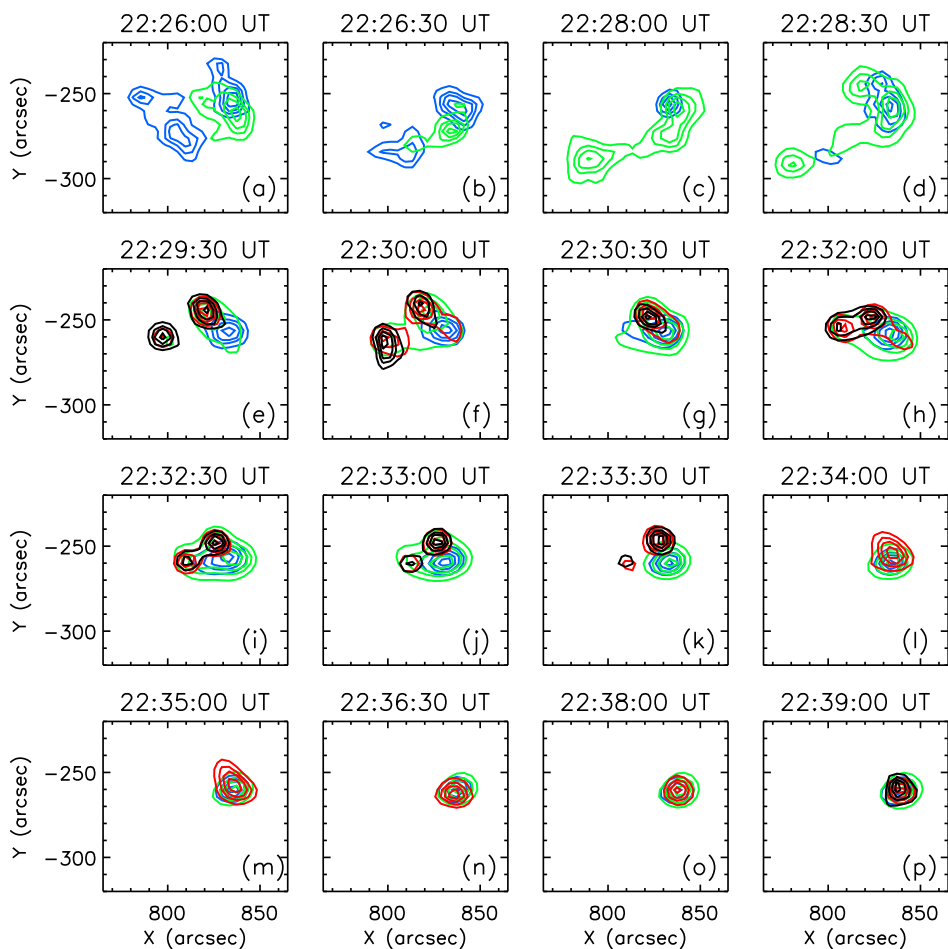 22:26:00 UT 22:26:30 UT 22:28:00 UT 22:28:30 UT
Y (arcsec)
−250
−300
(a) (b) (c) (d)
22:29:30 UT 22:30:00 UT 22:30:30 UT 22:32:00 UT
Y (arcsec)
−250
−300
(e) (f) (g) (h)
22:32:30 UT 22:33:00 UT 22:33:30 UT 22:34:00 UT
Y (arcsec)
−250
−300
(i) (j) (k) (l)
22:35:00 UT 22:36:30 UT 22:38:00 UT 22:39:00 UT
Y (arcsec)
−250
−300
(m) (n) (o) (p)
800 850 800 850 800 850 800 850
X (arcsec) X (arcsec) X (arcsec) X (arcsec)